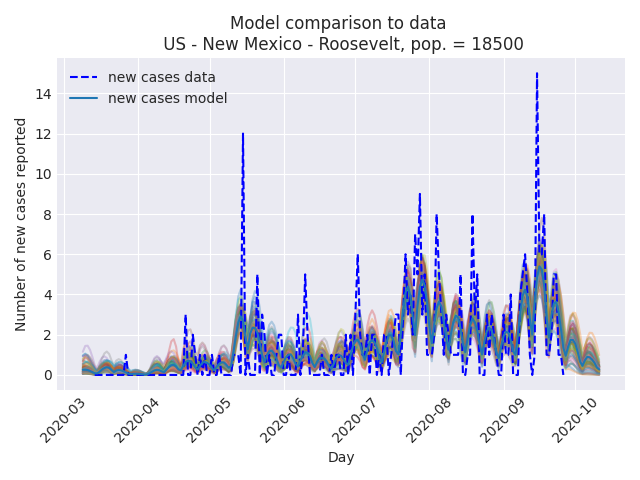 Model comparison to data
US - New Mexico - Roosevelt, pop. = 18500
new cases data
new cases model
Number of new cases reported
14
12
10
8
6
4
2
0
2020-03
2020-04
2020-05
2020-06
2020-07
2020-08
2020-09
2020-10
Day